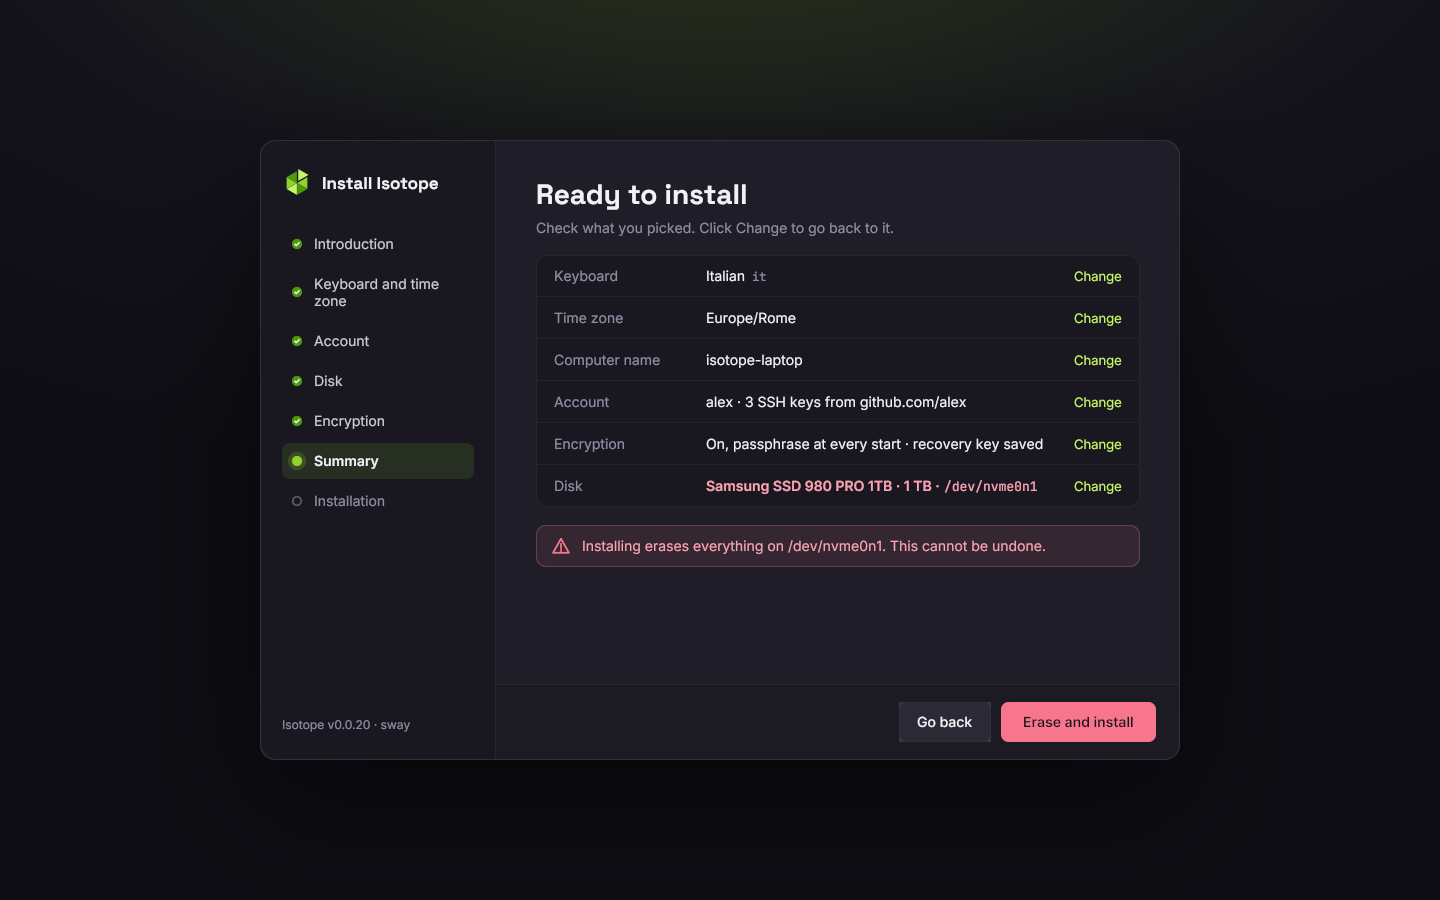 Install Isotope
Introduction
Keyboard and time
zone
Account
Disk
Encryption
Summary
Installation
Isotope v0.0.20 · sway
Ready to install
Check what you picked. Click Change to go back to it.
Keyboard Italian it Change
Time zone Europe/Rome Change
Computer name isotope-laptop Change
Account alex · 3 SSH keys from github.com/alex Change
Encryption On, passphrase at every start · recovery key saved Change
Disk Samsung SSD 980 PRO 1TB · 1 TB · /dev/nvme0n1 Change
Installing erases everything on /dev/nvme0n1. This cannot be undone.
Go back Erase and install